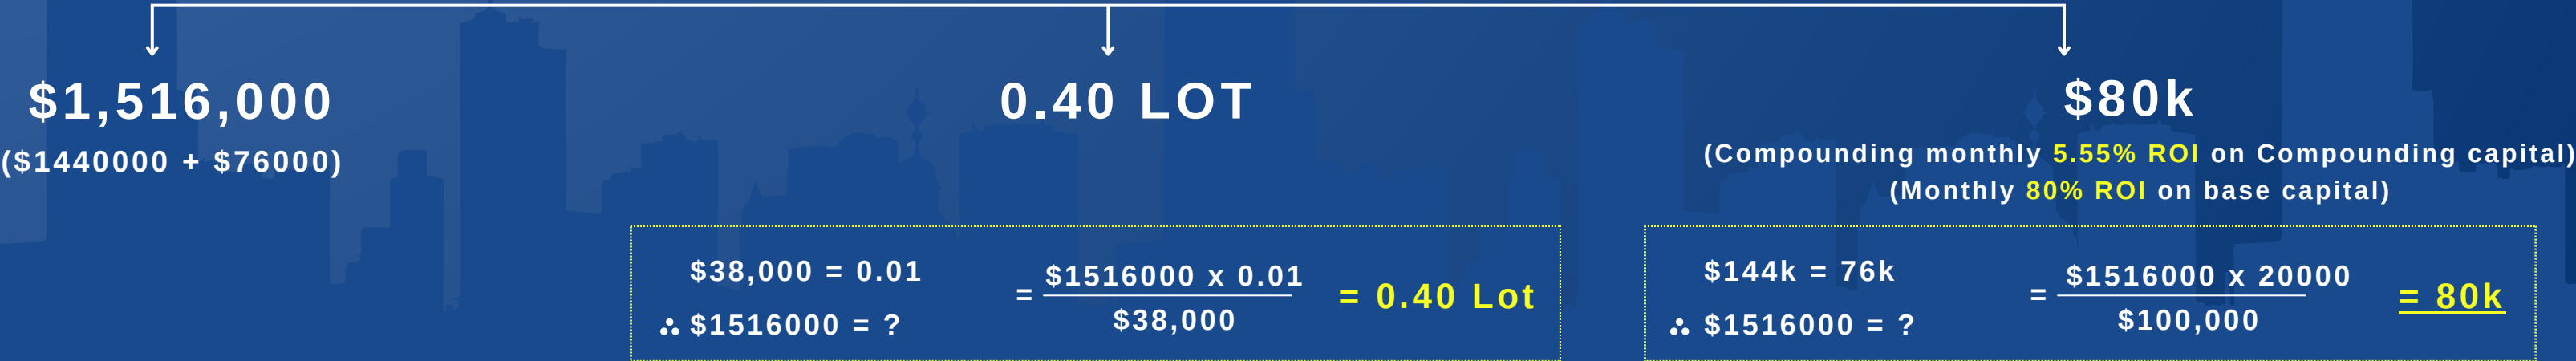 $1,516,000
($1440000 + $76000)
0.40 LOT
$80k
(Compounding monthly 5.55% ROI on Compounding capital)
(Monthly 80% ROI on base capital)
$38,000 = 0.01
∴ $1516000 = ?
= $1516000 x 0.01
$38,000
= 0.40 Lot
$144k = 76k
∴ $1516000 = ?
= $1516000 x 20000
$100,000
= 80k